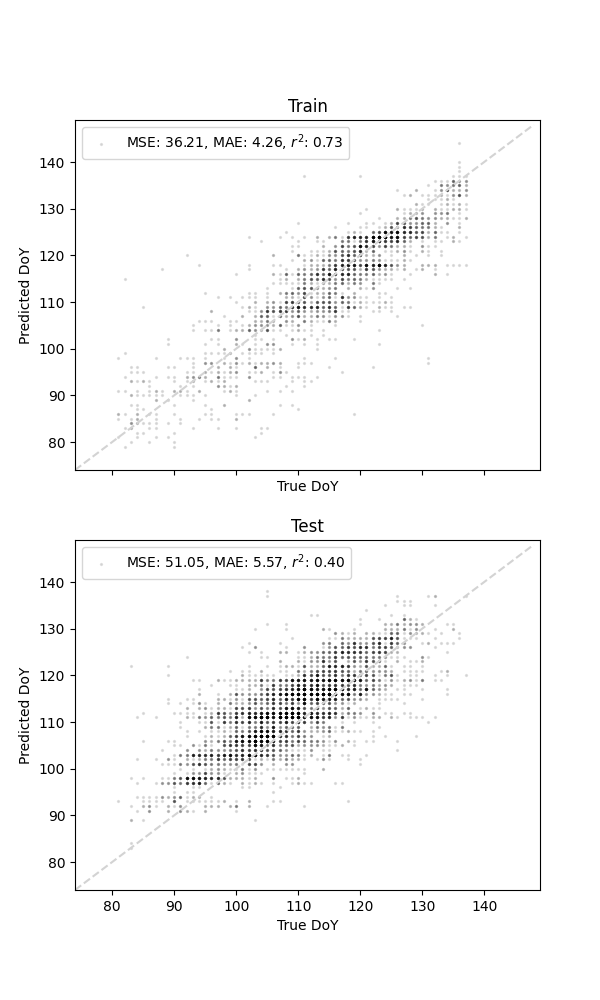 Train
MSE: 36.21, MAE: 4.26, r²: 0.73
140
130
120
110
100
90
80
Predicted DoY
True DoY
Test
MSE: 51.05, MAE: 5.57, r²: 0.40
140
130
120
110
100
90
80
Predicted DoY
80 90 100 110 120 130 140
True DoY